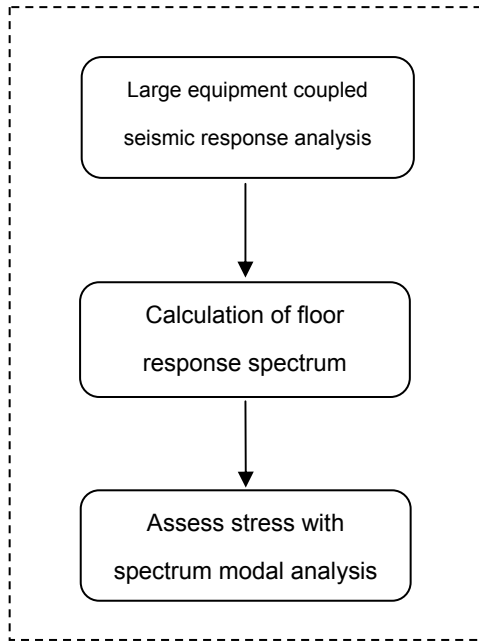 Large equipment coupled
seismic response analysis
Calculation of floor
response spectrum
Assess stress with
spectrum modal analysis